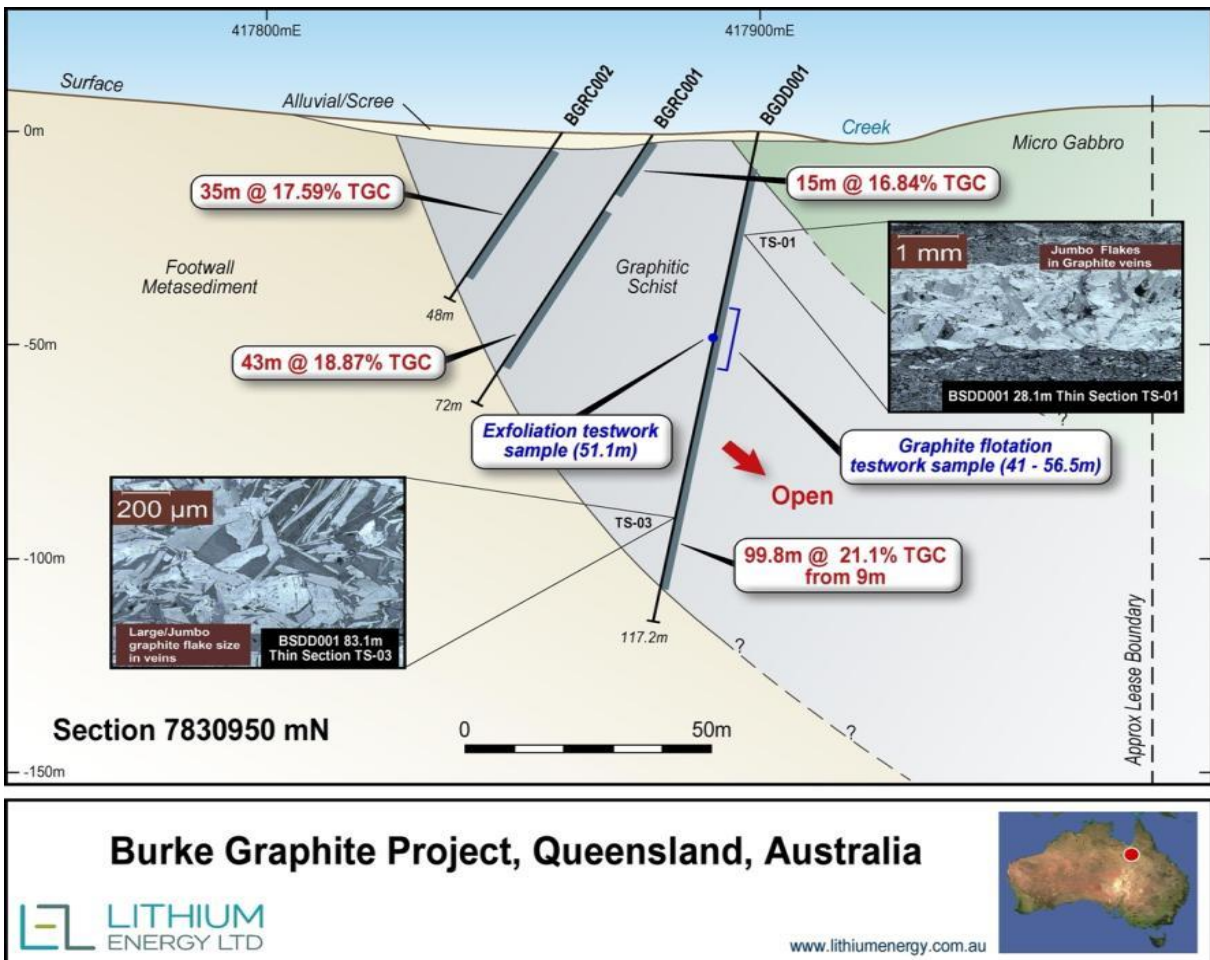 417800mE
417900mE
Surface
Alluvial/Scree
BGRC002
BGRC001
BGDD001
Creek
0m
Micro Gabbro
35m @ 17.59% TGC
15m @ 16.84% TGC
TS-01
1 mm
Jumbo Flakes
in Graphite veins
Footwall
Metasediment
Graphitic
Schist
48m
-50m
43m @ 18.87% TGC
72m
BSDD001 28.1m Thin Section TS-01
?
Exfoliation testwork
sample (51.1m)
Graphite flotation
testwork sample (41 - 56.5m)
Open
200 µm
TS-03
Large/Jumbo
graphite flake size
in veins
BSDD001 83.1m
Thin Section TS-03
-100m
99.8m @ 21.1% TGC
from 9m
117.2m
?
?
Approx Lease Boundary
Section 7830950 mN
0
50m
-150m
Burke Graphite Project, Queensland, Australia
LEL
LITHIUM
ENERGY LTD
www.lithiumenergy.com.au